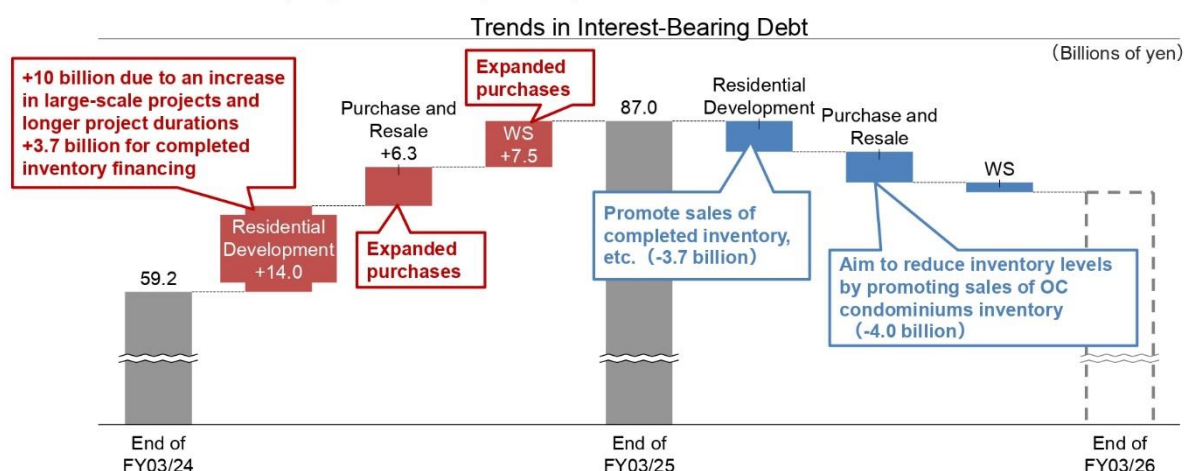 Trends in Interest-Bearing Debt
(Billions of yen)
+10 billion due to an increase
in large-scale projects and
longer project durations
+3.7 billion for completed
inventory financing
59.2
Residential
Development
+14.0
Purchase and
Resale
+6.3
Expanded
purchases
Expanded
purchases
WS
+7.5
87.0
Residential
Development
Promote sales of
completed inventory,
etc. (-3.7 billion)
Purchase and
Resale
Aim to reduce inventory levels
by promoting sales of OC
condominiums inventory
(-4.0 billion)
WS
End of
FY03/24
End of
FY03/25
End of
FY03/26